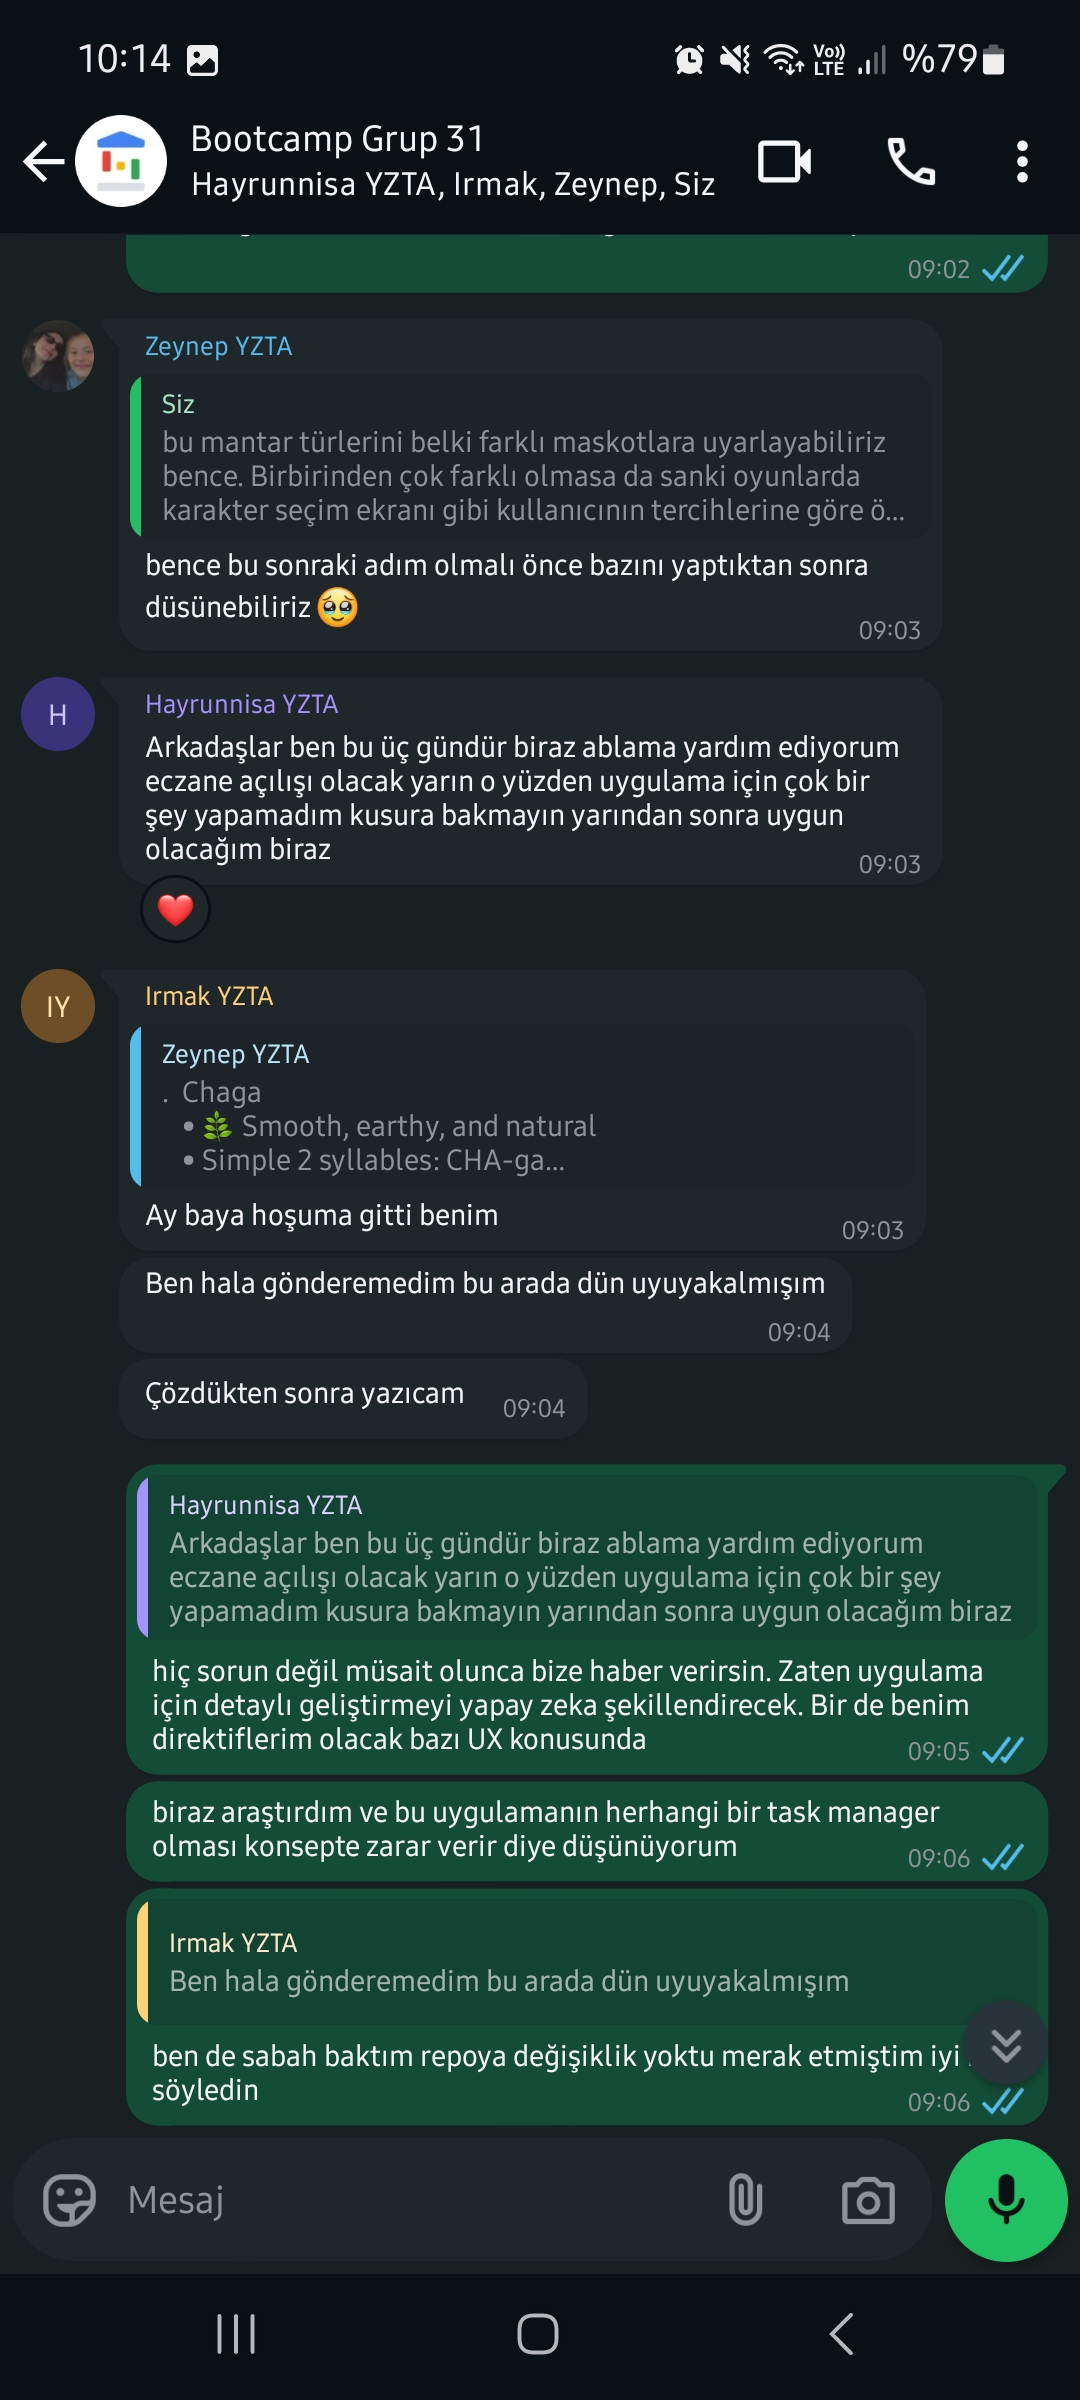 10:14
Vo))
LTE
%79
Bootcamp Grup 31
Hayrunnisa YZTA, Irmak, Zeynep, Siz
09:02
Zeynep YZTA
Siz
bu mantar türlerini belki farklı maskotlara uyarlayabiliriz
bence. Birbirinden çok farklı olmasa da sanki oyunlarda
karakter seçim ekranı gibi kullanıcının tercihlerine göre ö...
bence bu sonraki adım olmalı önce bazını yaptıktan sonra
düsünebiliriz 🥹
09:03
H
Hayrunnisa YZTA
Arkadaşlar ben bu üç gündür biraz ablama yardım ediyorum
eczane açılışı olacak yarın o yüzden uygulama için çok bir
şey yapamadım kusura bakmayın yarından sonra uygun
olacağım biraz
09:03
❤️
IY
Irmak YZTA
Zeynep YZTA
. Chaga
• 🌿 Smooth, earthy, and natural
• Simple 2 syllables: CHA-ga...
Ay baya hoşuma gitti benim
09:03
Ben hala gönderemedim bu arada dün uyuyakalmışım
09:04
Çözdükten sonra yazıcam
09:04
Hayrunnisa YZTA
Arkadaşlar ben bu üç gündür biraz ablama yardım ediyorum
eczane açılışı olacak yarın o yüzden uygulama için çok bir şey
yapamadım kusura bakmayın yarından sonra uygun olacağım biraz
hiç sorun değil müsait olunca bize haber verirsin. Zaten uygulama
için detaylı geliştirmeyi yapay zeka şekillendirecek. Bir de benim
direktiflerim olacak bazı UX konusunda
09:05
biraz araştırdım ve bu uygulamanın herhangi bir task manager
olması konsepte zarar verir diye düşünüyorum
09:06
Irmak YZTA
Ben hala gönderemedim bu arada dün uyuyakalmışım
ben de sabah baktım repoya değişiklik yoktu merak etmiştim iyi
söyledin
09:06
Mesaj